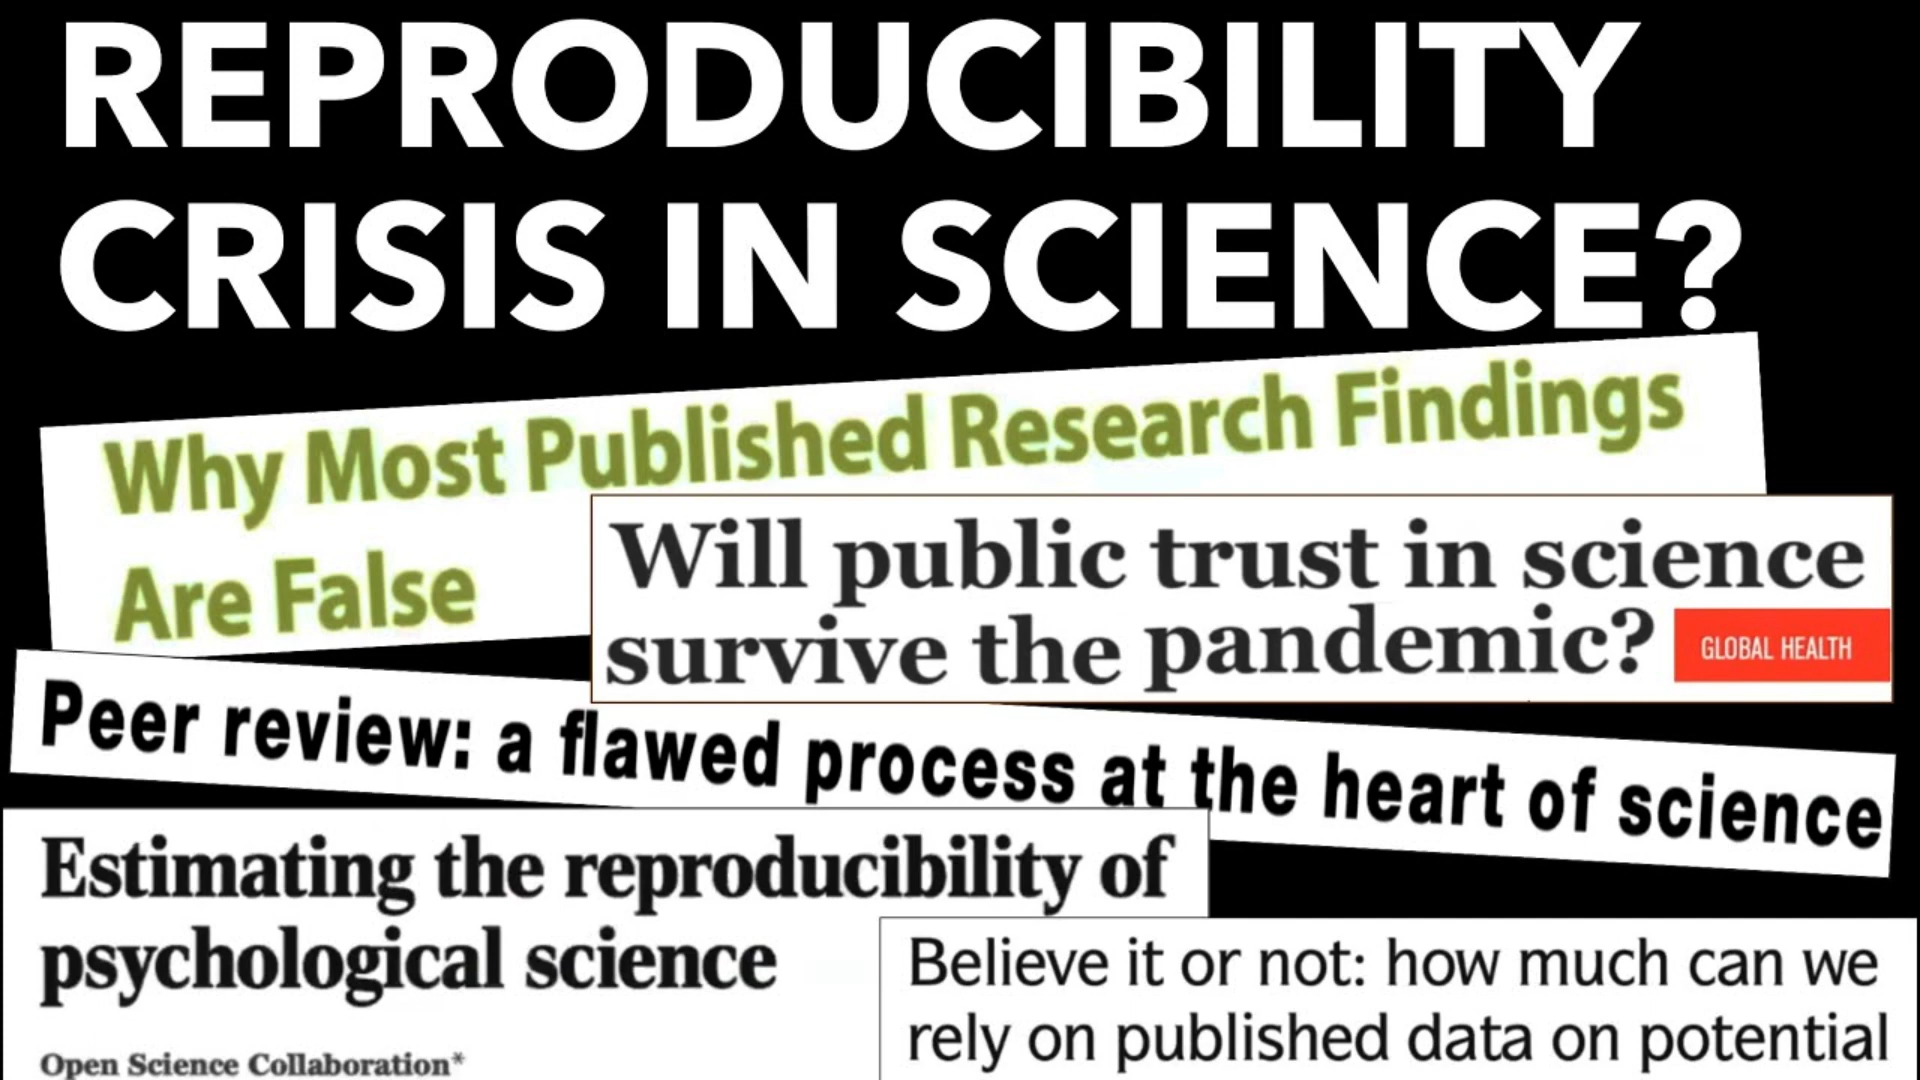 REPRODUCIBILITY
CRISIS IN SCIENCE?
Why Most Published Research Findings
Are False
Will public trust in science
survive the pandemic?
GLOBAL HEALTH
Peer review: a flawed process at the heart of science
Estimating the reproducibility of
psychological science
Open Science Collaboration*
Believe it or not: how much can we
rely on published data on potential